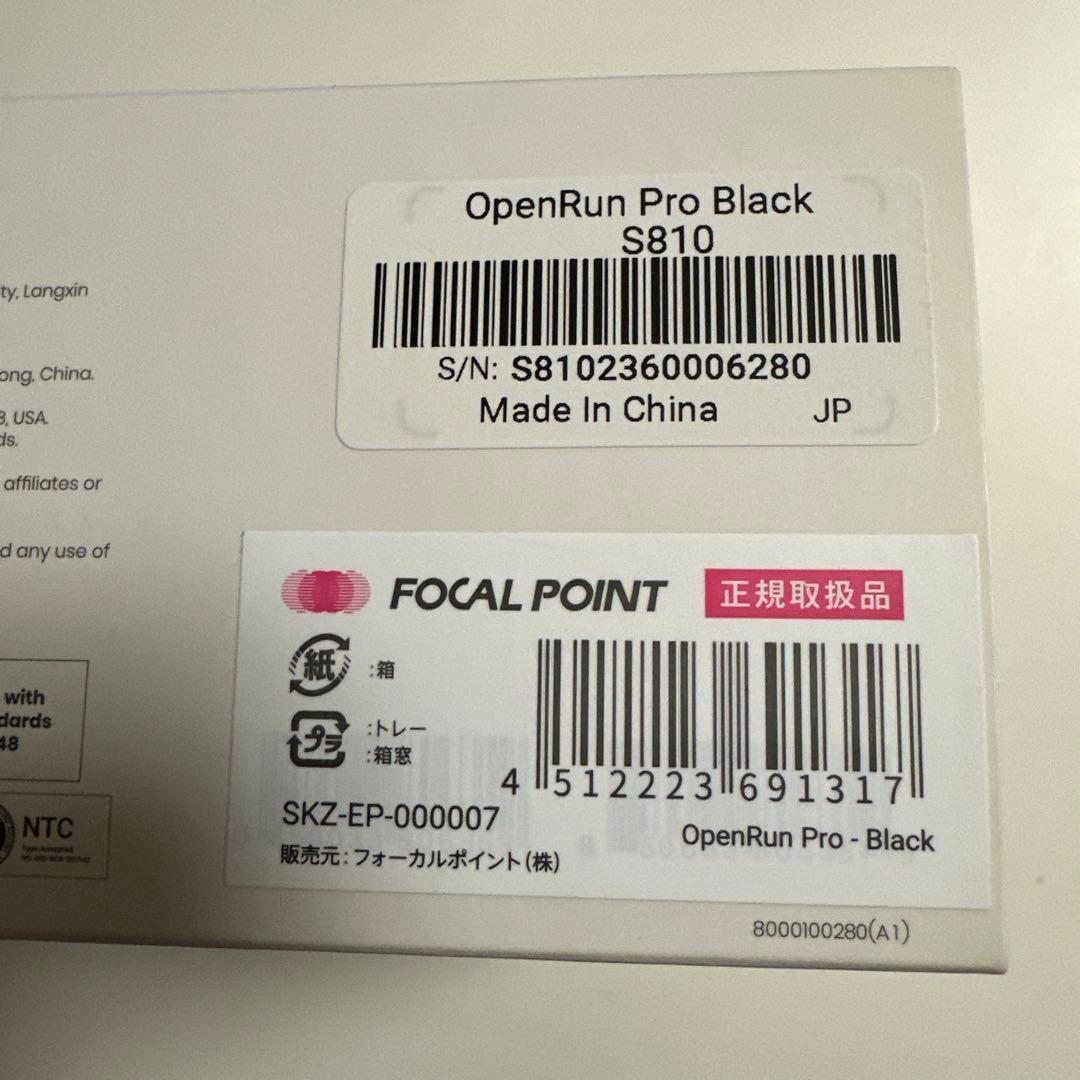 OpenRun Pro Black
S810
S/N: S8102360006280
Made In China JP
ty, Langxin
ong, China.
8, USA.
ds.
affiliates or
d any use of
with
dards
48
NTC
Type Accepted
FOCAL POINT 正規取扱品
紙 :箱
プラ :トレー
:箱窓
4 512223 691317
SKZ-EP-000007
OpenRun Pro - Black
販売元:フォーカルポイント(株)
8000100280(A1)